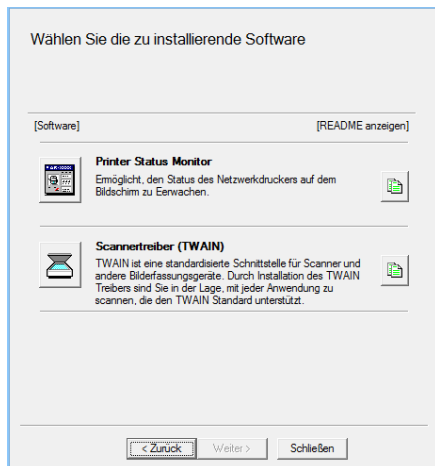 Wählen Sie die zu installierende Software
[Software] [README anzeigen]
Printer Status Monitor
Ermöglicht, den Status des Netzwerkdruckers auf dem
Bildschirm zu Eerwachen.
Scannertreiber (TWAIN)
TWAIN ist eine standardisierte Schnittstelle für Scanner und
andere Bilderfassungsgeräte. Durch Installation des TWAIN
Treibers sind Sie in der Lage, mit jeder Anwendung zu
scannen, die den TWAIN Standard unterstützt.
< Zurück Weiter > Schließen